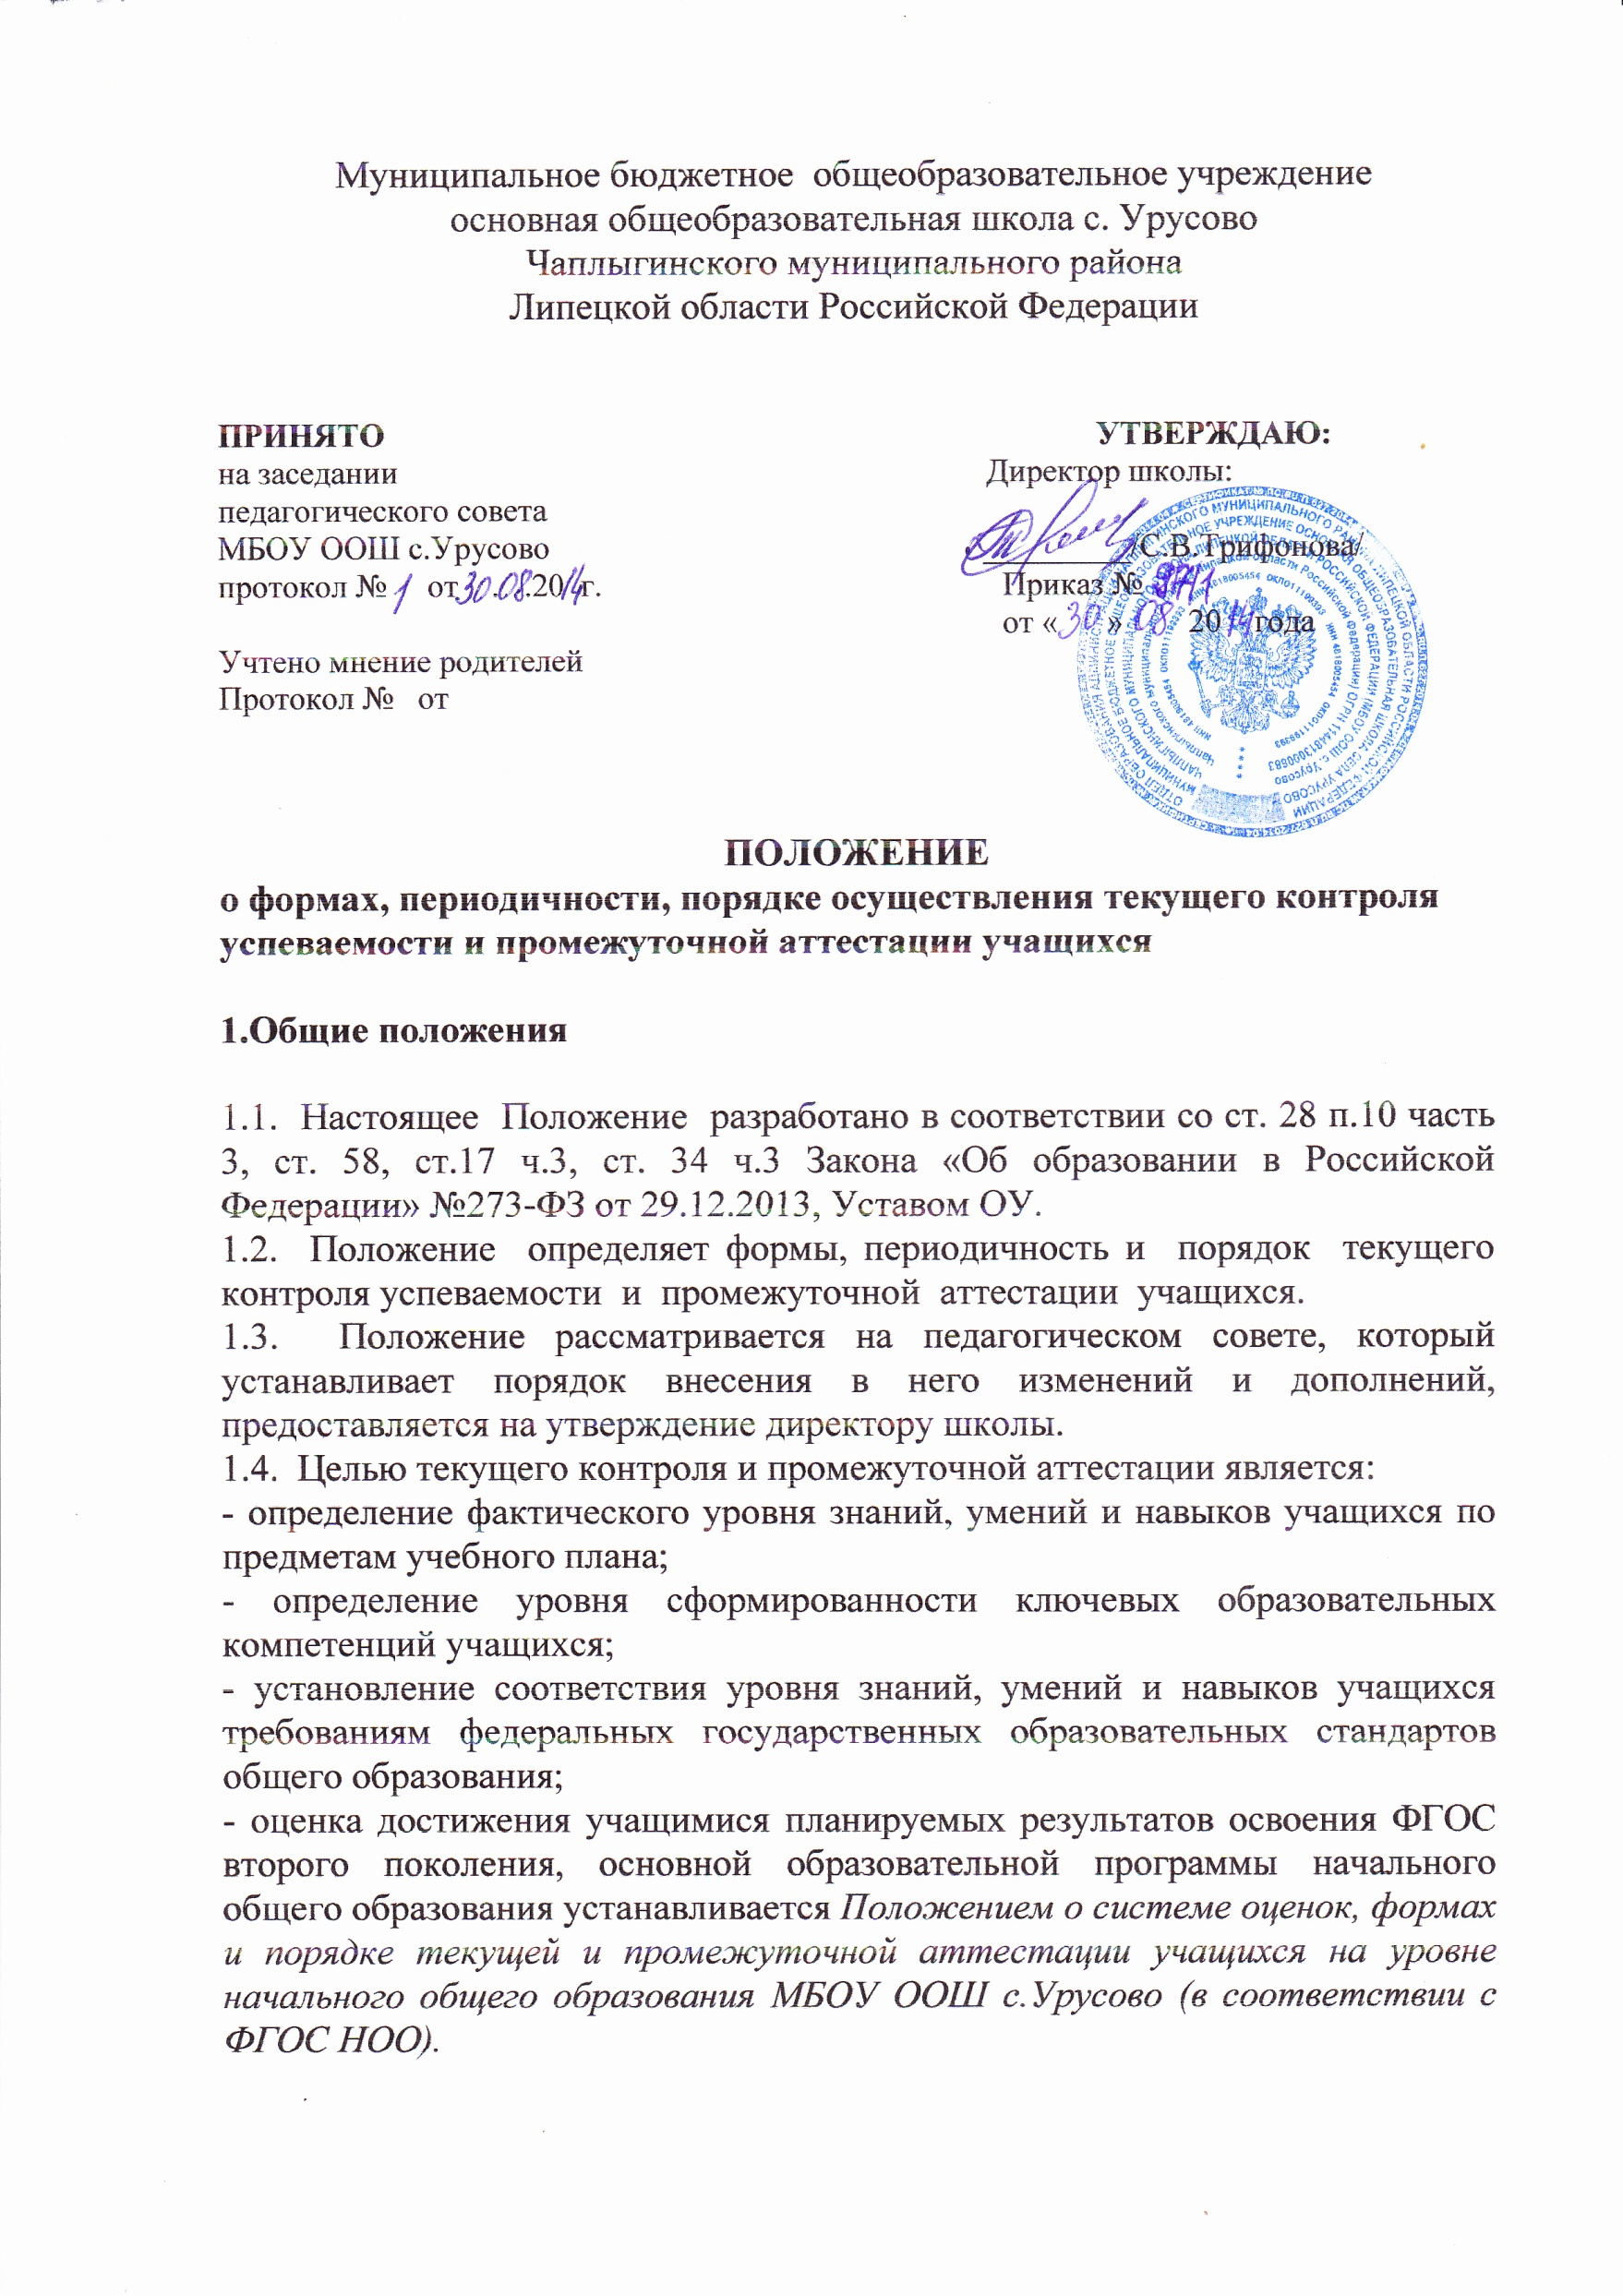 Муниципальное бюджетное общеобразовательное учреждение
основная общеобразовательная школа с. Урусово
Чаплыгинского муниципального района
Липецкой области Российской Федерации
ПРИНЯТО
на заседании
педагогического совета
МБОУ ООШ с.Урусово
протокол № 1 от 30.08.2014г.
Учтено мнение родителей
Протокол № от
УТВЕРЖДАЮ:
Директор школы:
/С.В.Трифонова/
Приказ №
от «30» 08 2014 года
ПОЛОЖЕНИЕ
о формах, периодичности, порядке осуществления текущего контроля
успеваемости и промежуточной аттестации учащихся
1.Общие положения
1.1. Настоящее Положение разработано в соответствии со ст. 28 п.10 часть
3, ст. 58, ст.17 ч.3, ст. 34 ч.3 Закона «Об образовании в Российской
Федерации» №273-ФЗ от 29.12.2013, Уставом ОУ.
1.2. Положение определяет формы, периодичность и порядок текущего
контроля успеваемости и промежуточной аттестации учащихся.
1.3. Положение рассматривается на педагогическом совете, который
устанавливает порядок внесения в него изменений и дополнений,
предоставляется на утверждение директору школы.
1.4. Целью текущего контроля и промежуточной аттестации является:
- определение фактического уровня знаний, умений и навыков учащихся по
предметам учебного плана;
- определение уровня сформированности ключевых образовательных
компетенций учащихся;
- установление соответствия уровня знаний, умений и навыков учащихся
требованиям федеральных государственных образовательных стандартов
общего образования;
- оценка достижения учащимися планируемых результатов освоения ФГОС
второго поколения, основной образовательной программы начального
общего образования устанавливается Положением о системе оценок, формах
и порядке текущей и промежуточной аттестации учащихся на уровне
начального общего образования МБОУ ООШ с.Урусово (в соответствии с
ФГОС НОО).